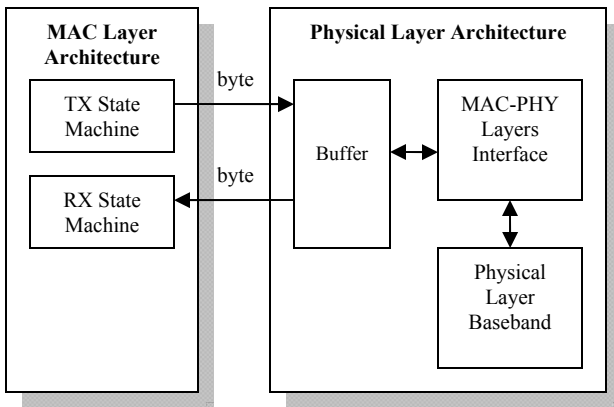 MAC Layer
Architecture
TX State
Machine
RX State
Machine
byte
byte
Physical Layer Architecture
Buffer
MAC-PHY
Layers
Interface
Physical
Layer
Baseband